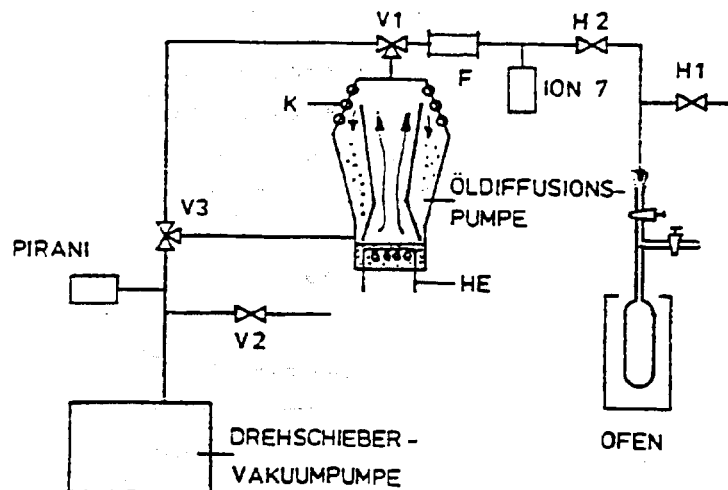 V1
H2
H1
F
ION 7
K
ÖLDIFFUSIONS-
PUMPE
V3
PIRANI
HE
V2
DREHSCHIEBER-
VAKUUMPUMPE
OFEN